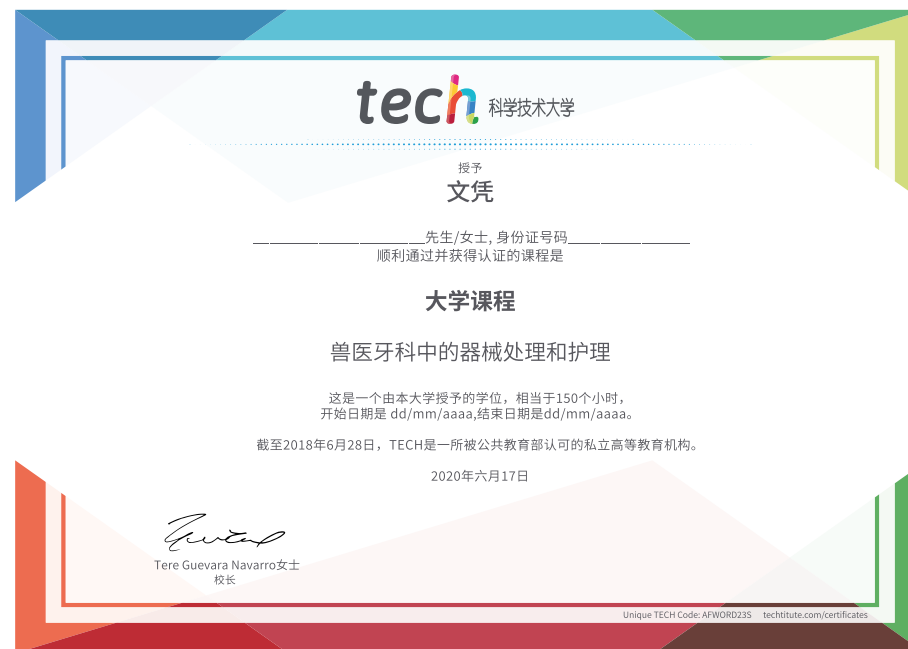 tech 科学技术大学
授予
文凭
______________________先生/女士, 身份证号码_______________
顺利通过并获得认证的课程是
大学课程
兽医牙科中的器械处理和护理
这是一个由本大学授予的学位，相当于150个小时，
开始日期是 dd/mm/aaaa,结束日期是dd/mm/aaaa。
截至2018年6月28日，TECH是一所被公共教育部认可的私立高等教育机构。
2020年六月17日
Tere Guevara Navarro女士
校长
Unique TECH Code: AFWORD23S techtitute.com/certificates